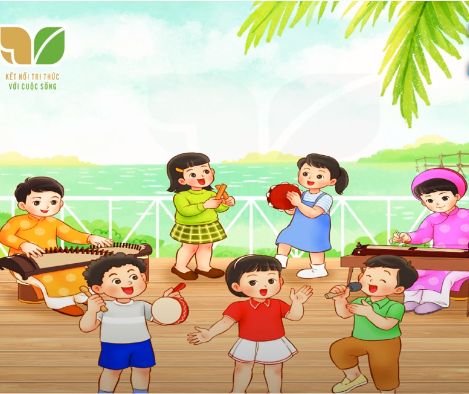 KẾT NỐI TRI THỨC
VỚI CUỘC SỐNG